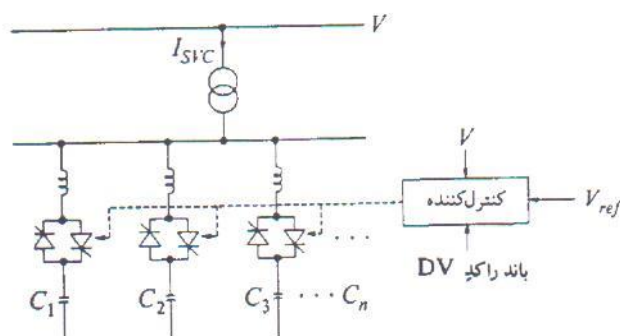 V
I_SVC
V
کنترل‌کننده
V_ref
باند راکد DV
...
C_1
C_2
C_3
... C_n